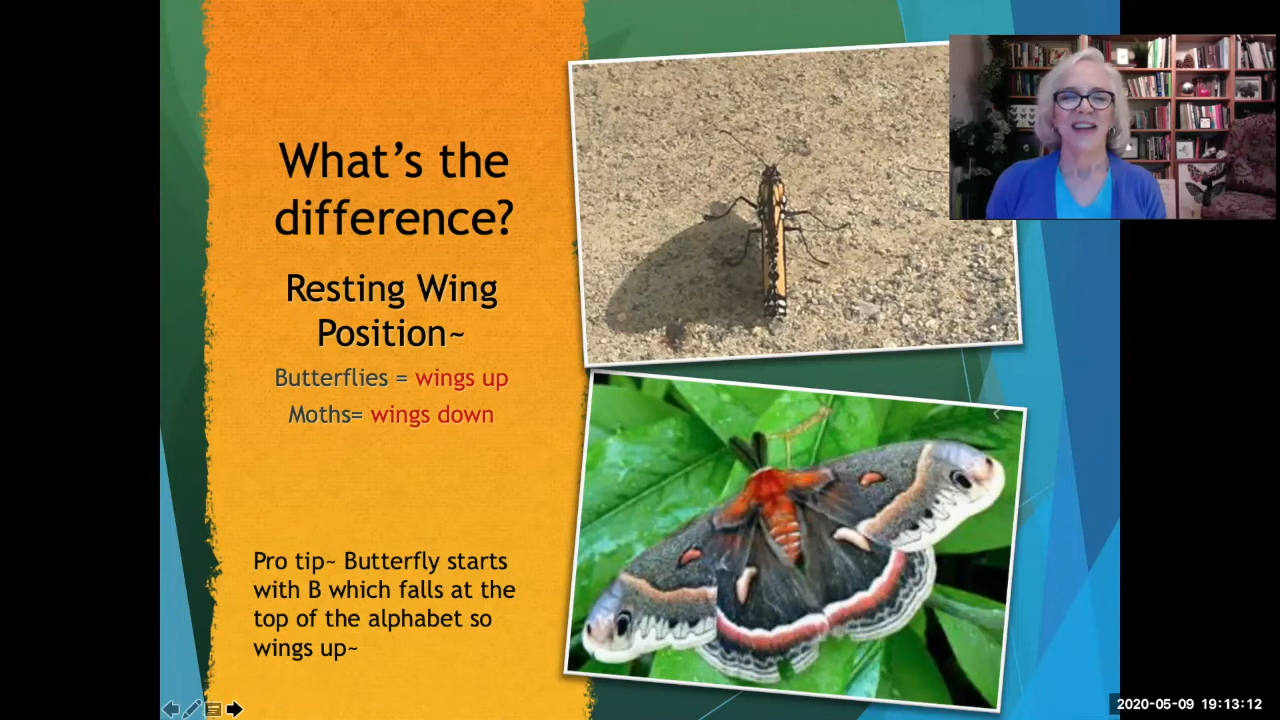 What's the
difference?
Resting Wing
Position~
Butterflies = wings up
Moths= wings down
Pro tip~ Butterfly starts
with B which falls at the
top of the alphabet so
wings up~
2020-05-09 19:13:12